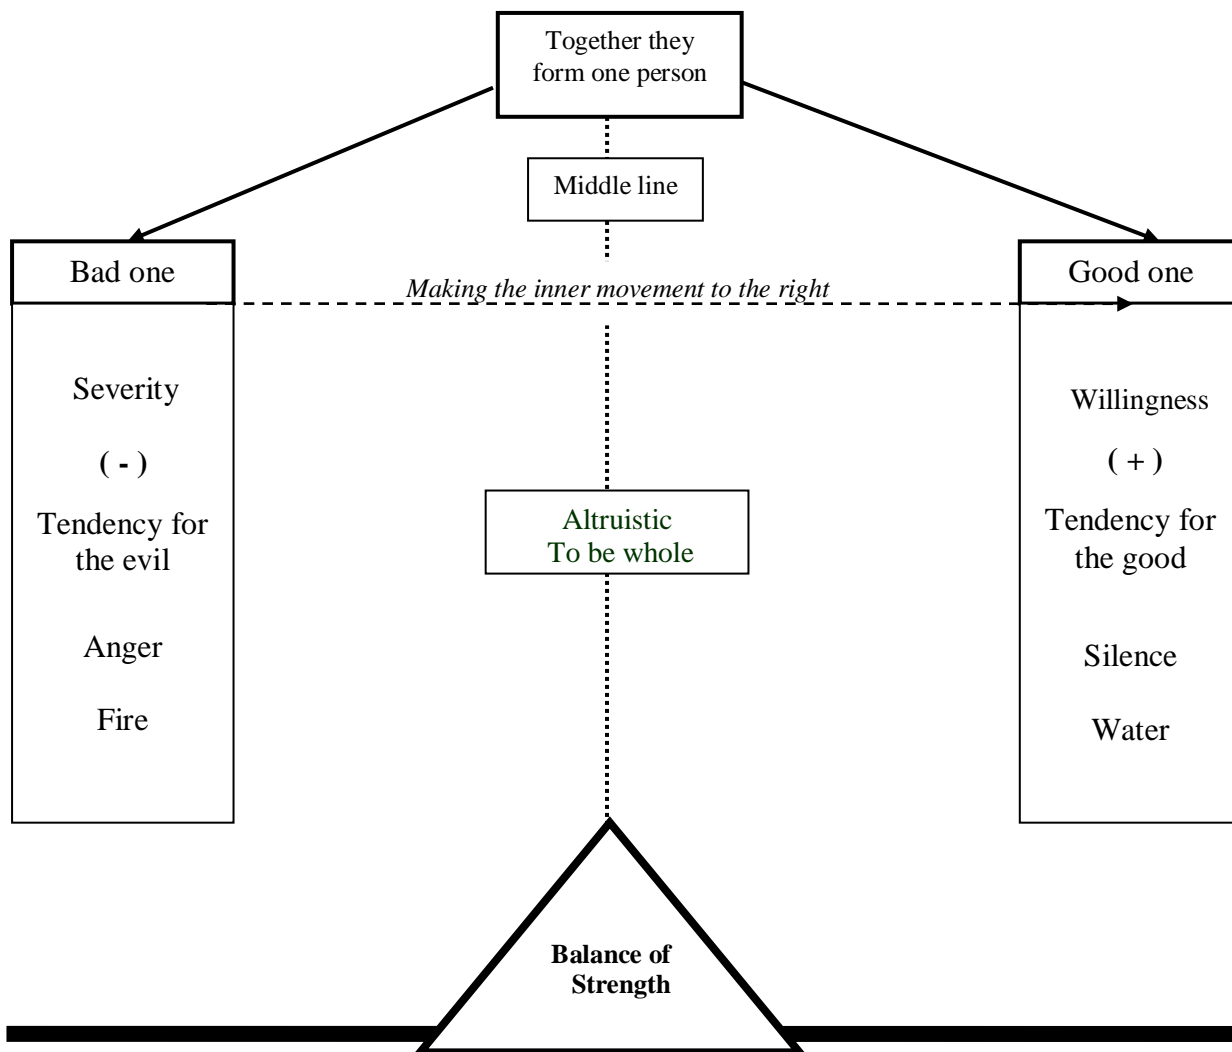 Together they
form one person
Middle line
Bad one
Good one
Making the inner movement to the right
Severity
( - )
Tendency for
the evil
Anger
Fire
Altruistic
To be whole
Willingness
( + )
Tendency for
the good
Silence
Water
Balance of
Strength